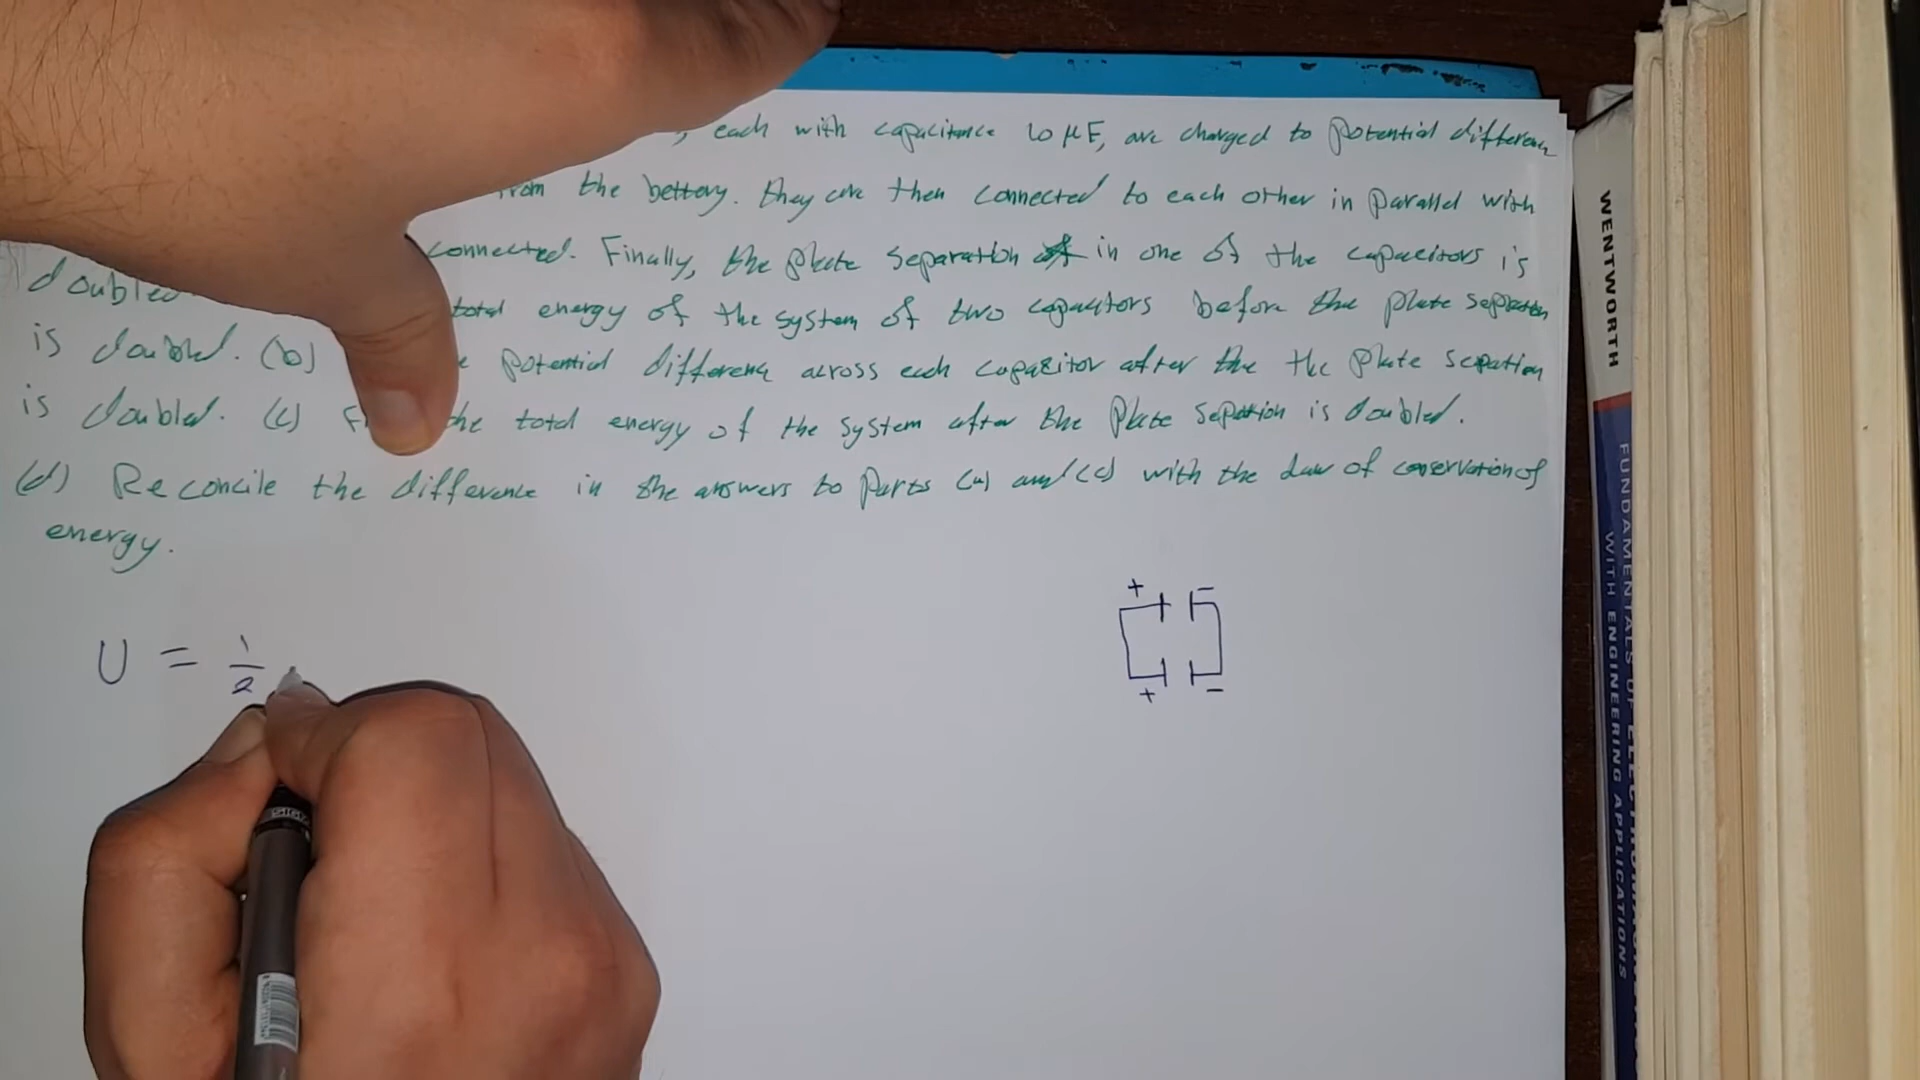 , each with capacitance 10 μF, are charged to potential difference
from the battery. they are then connected to each other in parallel with
connected. Finally, the plate separation in one of the capacitors is
doubled total energy of the system of two capacitors before the plate separation
is doubled. (b) potential difference across each capacitor after the the plate sepation
is doubled. (c) the total energy of the system after the plate sepation is doubled.
(d) Reconcile the difference in the answers to parts (a) and (c) with the Law of conservation of
energy.
+ -
U = 1/2
+ -
WENTWORTH
FUNDAMENTALS OF
WITH ENGINEERING APPLICATIONS